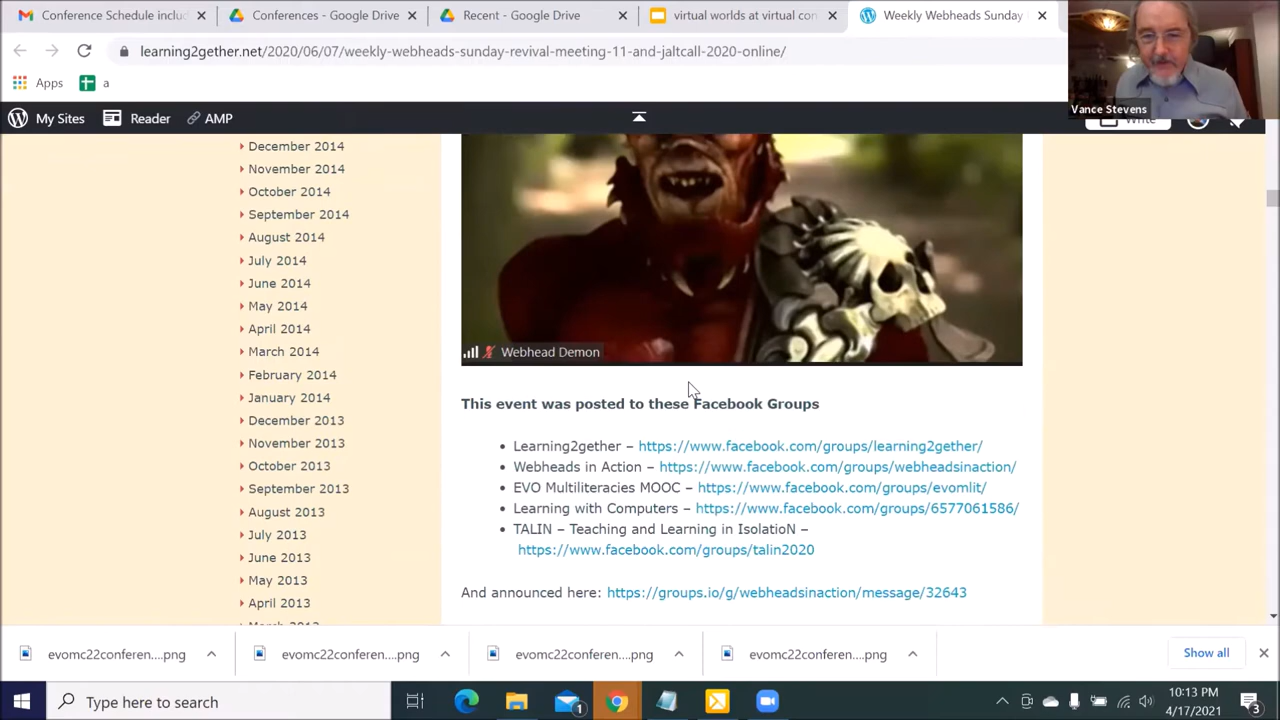 Conference Schedule includ
Conferences - Google Drive
Recent - Google Drive
virtual worlds at virtual con
Weekly Webheads Sunday
learning2gether.net/2020/06/07/weekly-webheads-sunday-revival-meeting-11-and-jaltcall-2020-online/
Apps
a
Vance Stevens
My Sites
Reader
AMP
Write
December 2014
November 2014
October 2014
September 2014
August 2014
July 2014
June 2014
May 2014
April 2014
March 2014
February 2014
January 2014
December 2013
November 2013
October 2013
September 2013
August 2013
July 2013
June 2013
May 2013
April 2013
March 2013
Webhead Demon
This event was posted to these Facebook Groups
Learning2gether – https://www.facebook.com/groups/learning2gether/
Webheads in Action – https://www.facebook.com/groups/webheadsinaction/
EVO Multiliteracies MOOC – https://www.facebook.com/groups/evomlit/
Learning with Computers – https://www.facebook.com/groups/6577061586/
TALIN – Teaching and Learning in IsolatioN –
https://www.facebook.com/groups/talin2020
And announced here: https://groups.io/g/webheadsinaction/message/32643
evomc22conferen....png
evomc22conferen....png
evomc22conferen....png
evomc22conferen....png
Show all
Type here to search
1
10:13 PM
4/17/2021
3